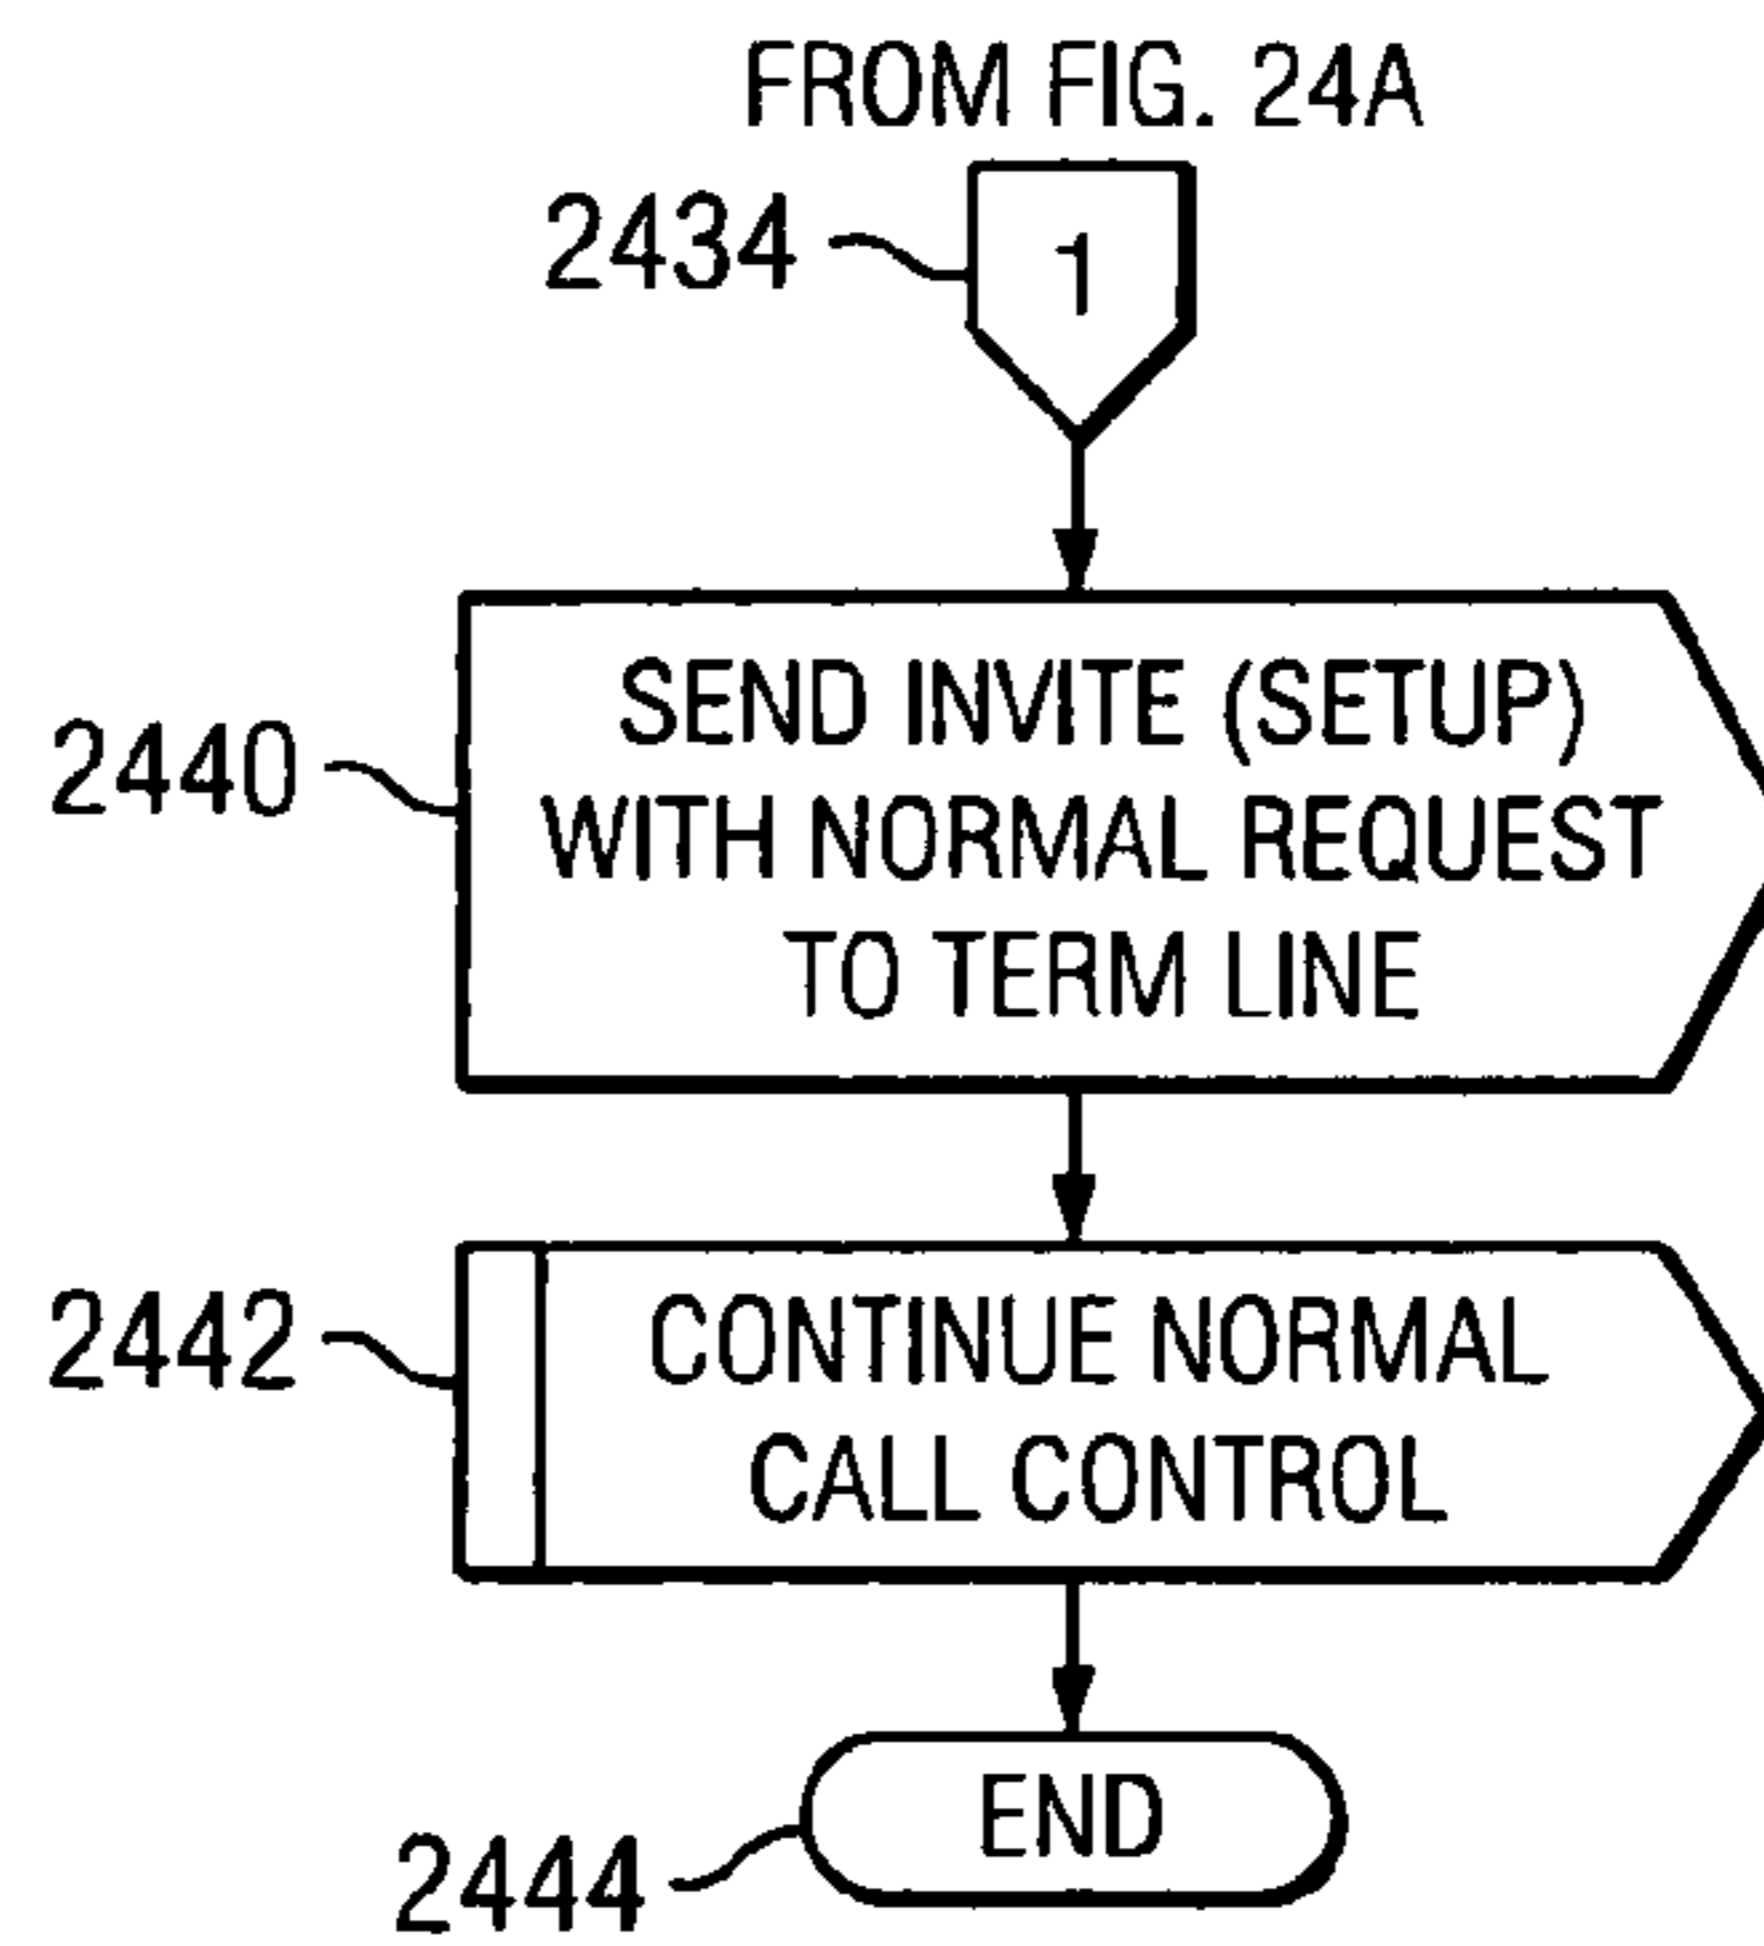 FROM FIG. 24A
2434
1
2440
SEND INVITE (SETUP)
WITH NORMAL REQUEST
TO TERM LINE
2442
CONTINUE NORMAL
CALL CONTROL
END
2444